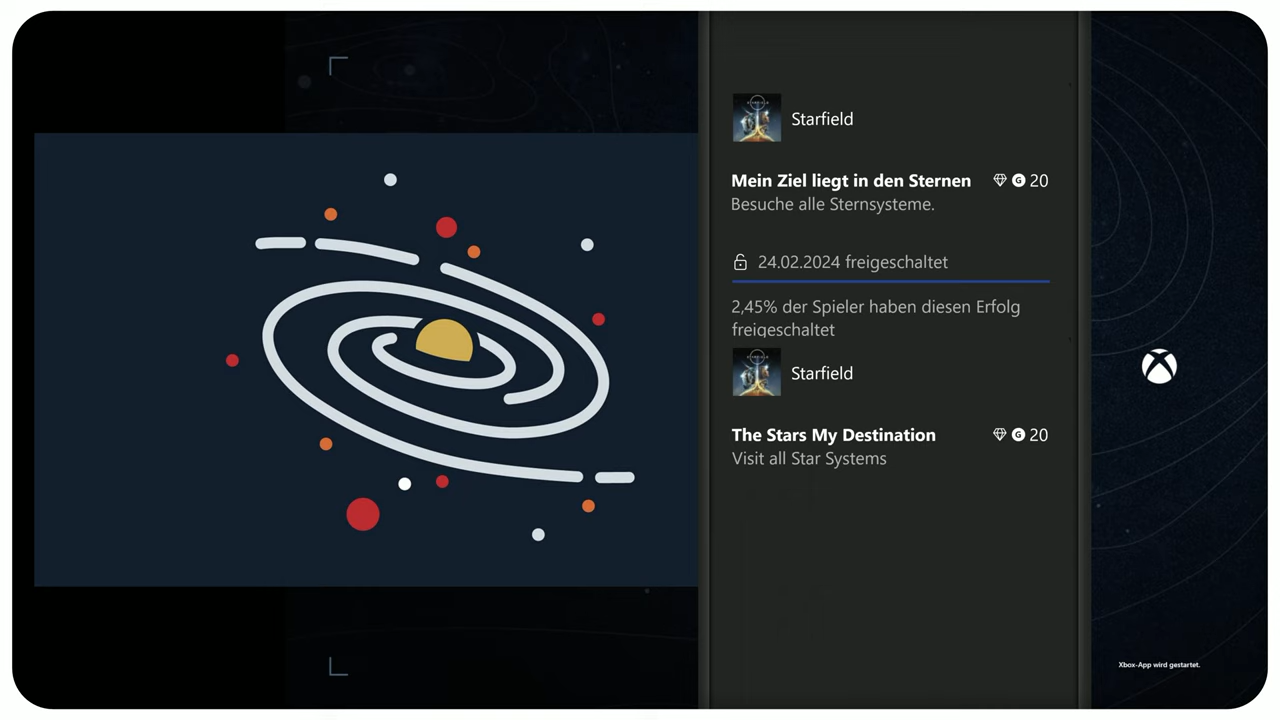 Starfield
Mein Ziel liegt in den Sternen G 20
Besuche alle Sternsysteme.
24.02.2024 freigeschaltet
2,45% der Spieler haben diesen Erfolg
freigeschaltet
Starfield
The Stars My Destination G 20
Visit all Star Systems
Xbox-App wird gestartet.